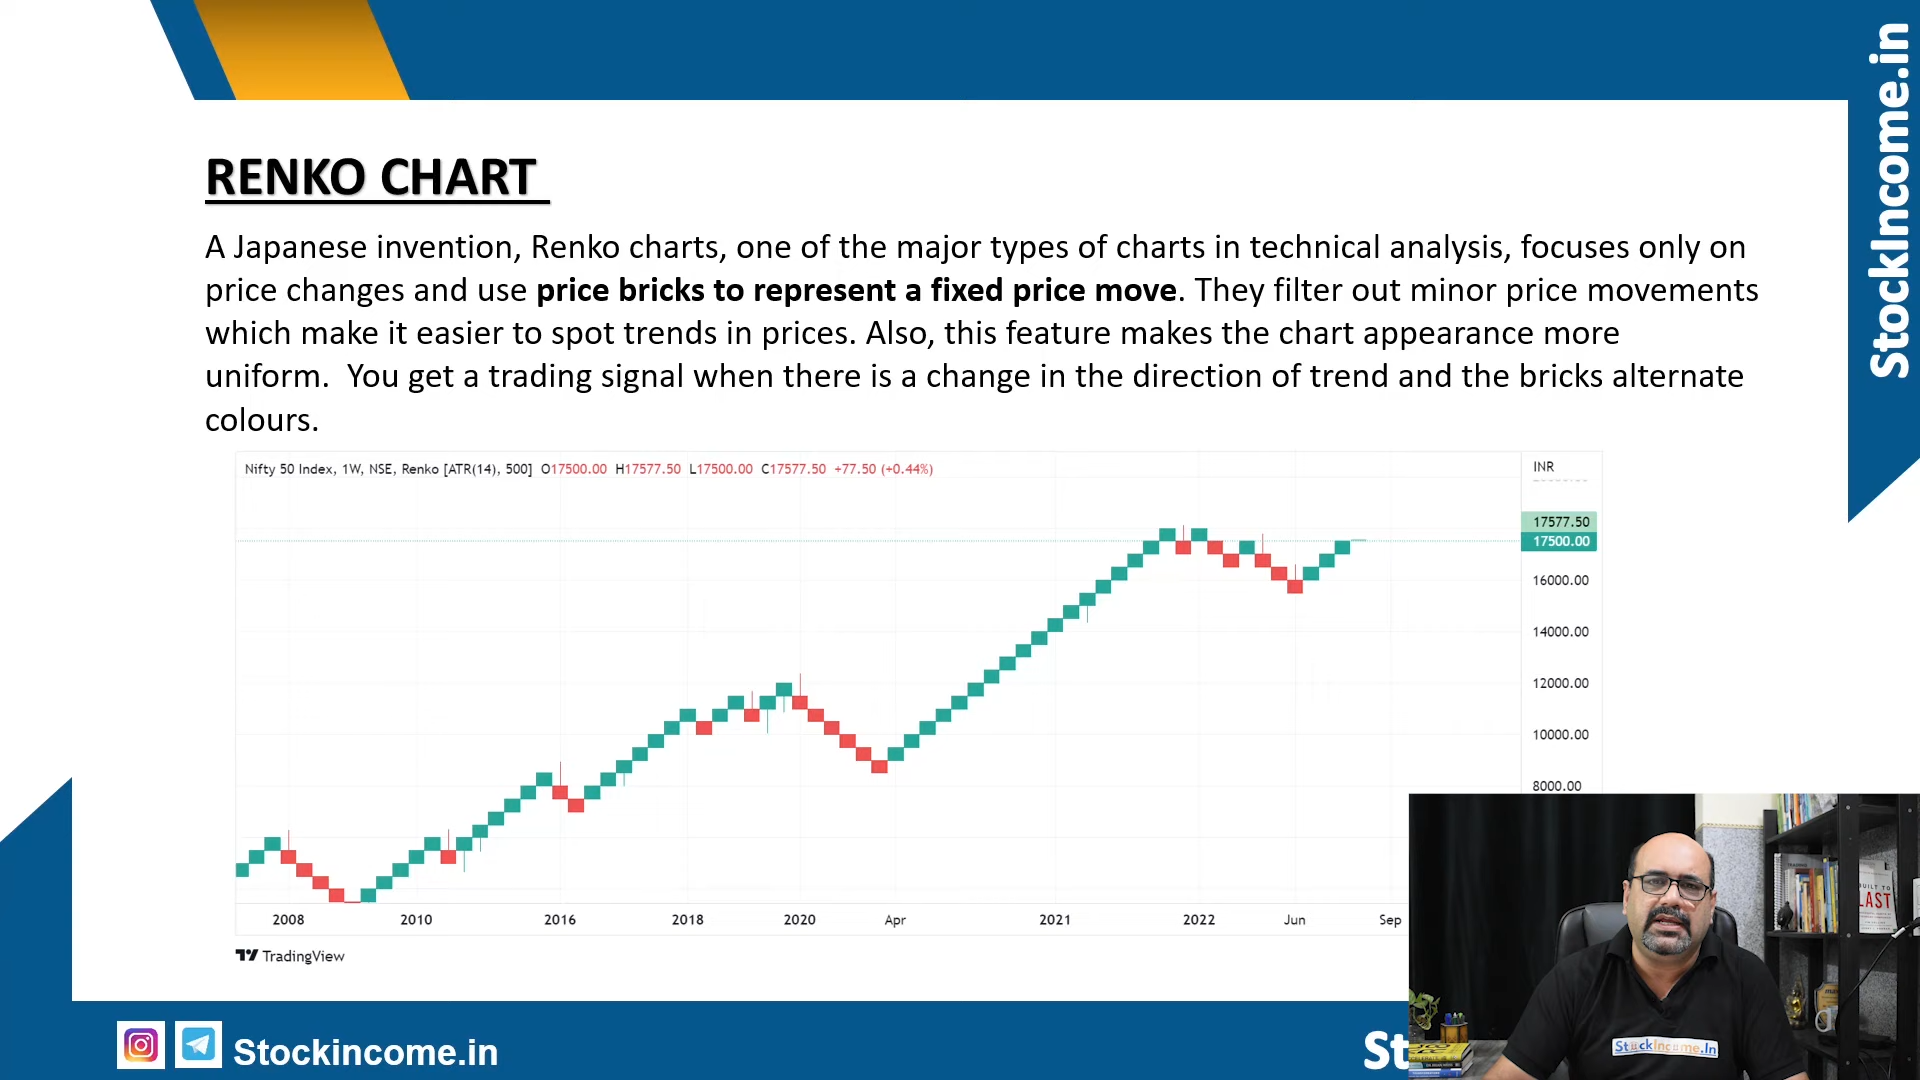 StockIncome.in
RENKO CHART
A Japanese invention, Renko charts, one of the major types of charts in technical analysis, focuses only on
price changes and use price bricks to represent a fixed price move. They filter out minor price movements
which make it easier to spot trends in prices. Also, this feature makes the chart appearance more
uniform.  You get a trading signal when there is a change in the direction of trend and the bricks alternate
colours.
Nifty 50 Index, 1W, NSE, Renko [ATR(14), 500] O17500.00 H17577.50 L17500.00 C17577.50 +77.50 (+0.44%)
INR
17577.50
17500.00
16000.00
14000.00
12000.00
10000.00
8000.00
2008 2010 2016 2018 2020 Apr 2021 2022 Jun Sep
TradingView
BUILT TO
LAST
StockIncome.In
Stockincome.in
St